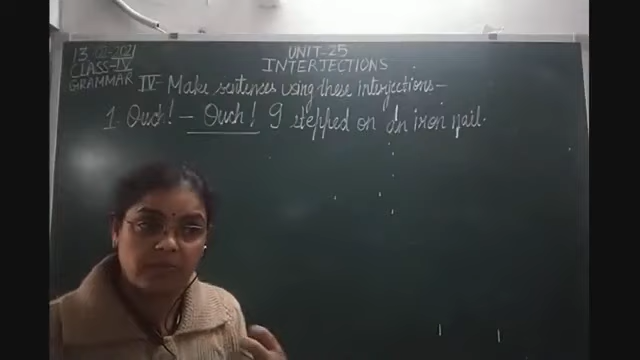 13-02-2021
CLASS-IV
GRAMMAR
UNIT-25
INTERJECTIONS
IV- Make sentences using these interjections-
1. Ouch! - Ouch! I stepped on an iron nail.